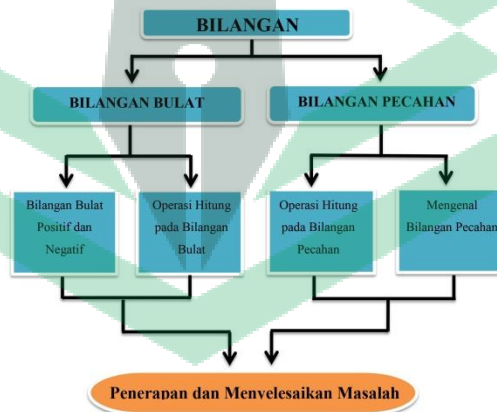 BILANGAN
BILANGAN BULAT
BILANGAN PECAHAN
Bilangan Bulat
Positif dan
Negatif
Operasi Hitung
pada Bilangan
Bulat
Operasi Hitung
pada Bilangan
Pecahan
Mengenal
Bilangan Pecahan
Penerapan dan Menyelesaikan Masalah